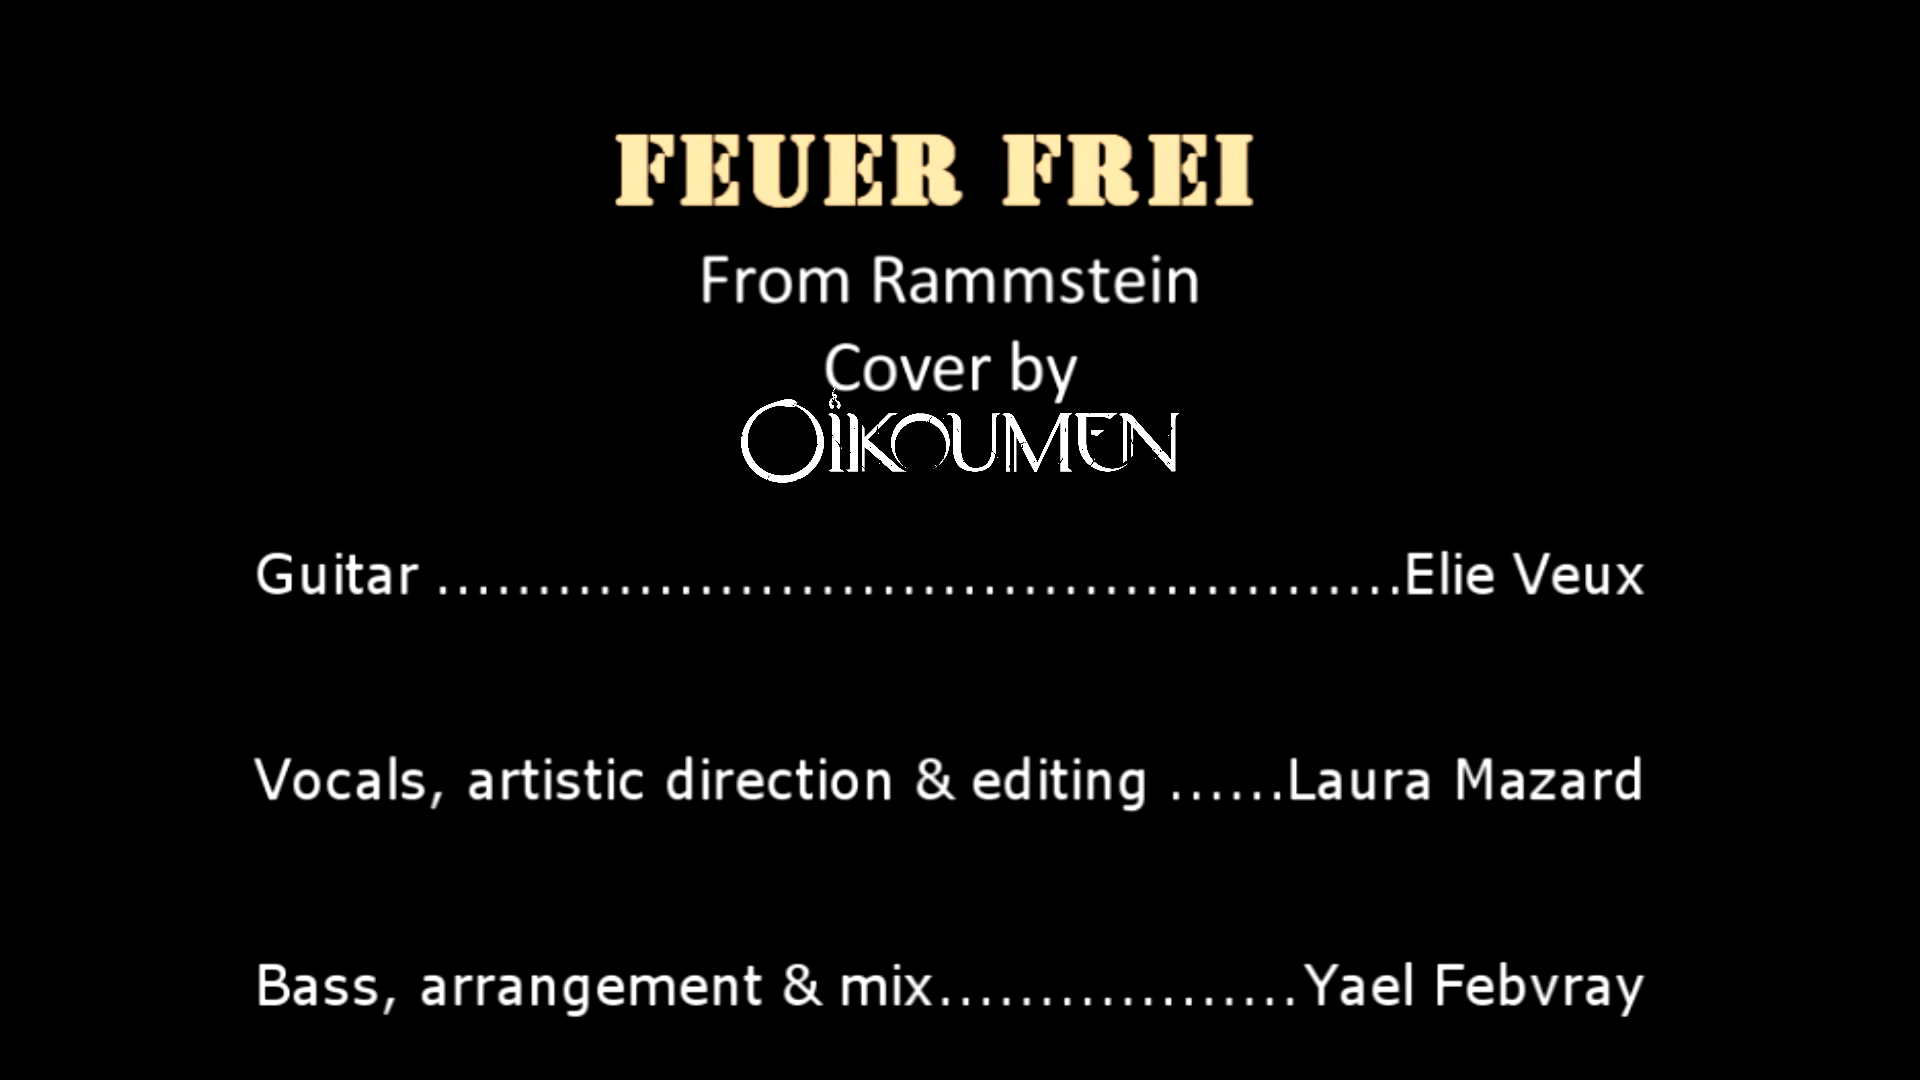 FEUER FREI
From Rammstein
Cover by
OÏKOUMEN
Guitar ................................................Elie Veux
Vocals, artistic direction & editing ......Laura Mazard
Bass, arrangement & mix..................Yael Febvray